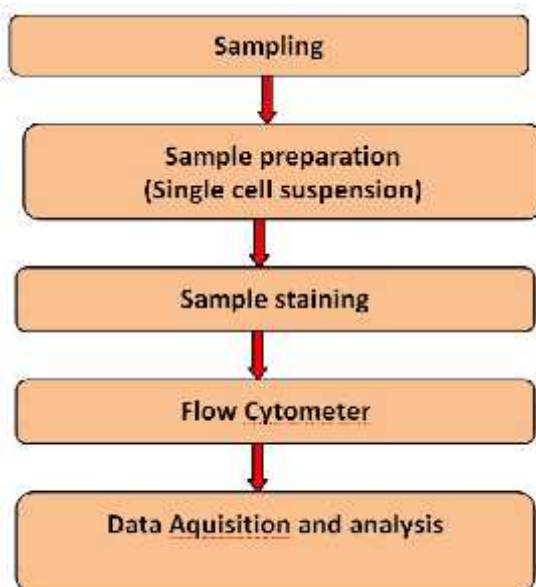 Sampling
Sample preparation
(Single cell suspension)
Sample staining
Flow Cytometer
Data Aquisition and analysis